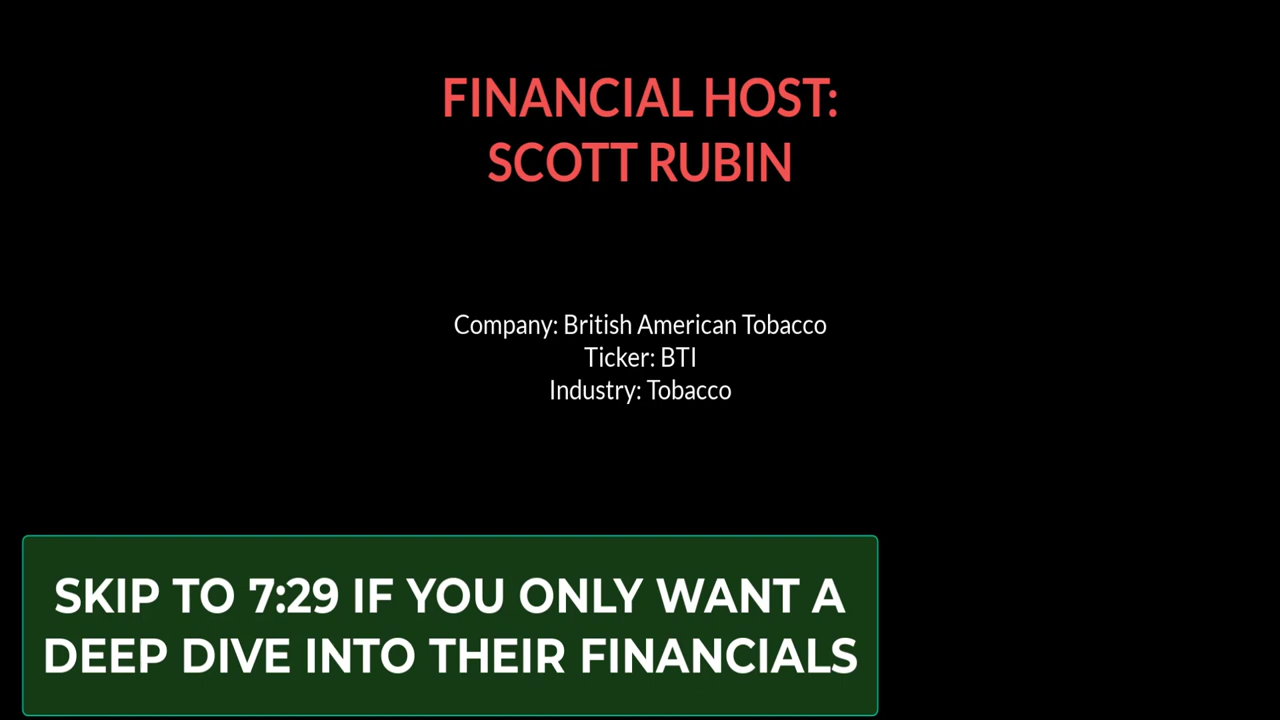 FINANCIAL HOST:
SCOTT RUBIN
Company: British American Tobacco
Ticker: BTI
Industry: Tobacco
SKIP TO 7:29 IF YOU ONLY WANT A
DEEP DIVE INTO THEIR FINANCIALS